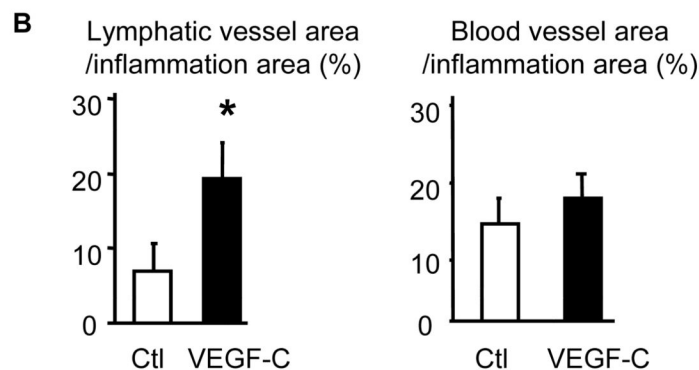 B
Lymphatic vessel area
/inflammation area (%)
30
*
20
10
0
Ctl VEGF-C
Blood vessel area
/inflammation area (%)
30
20
10
0
Ctl VEGF-C